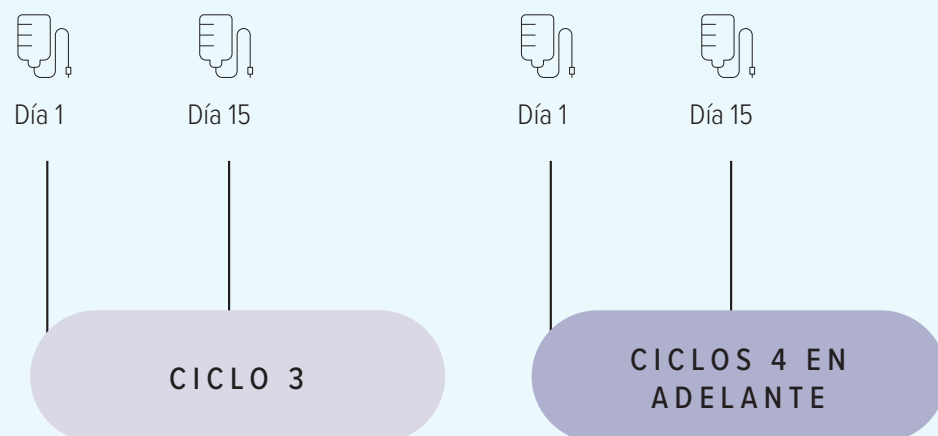 Día 1
Día 15
Día 1
Día 15
CICLO 3
CICLOS 4 EN
ADELANTE